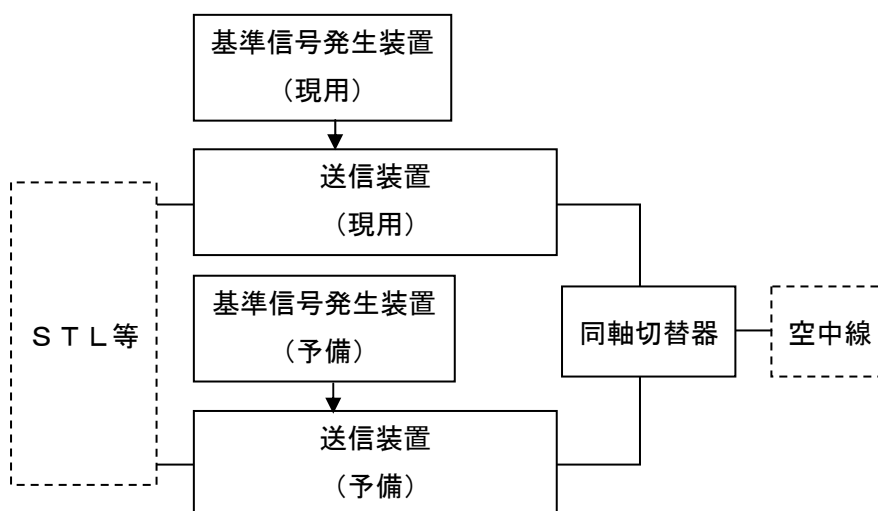 基準信号発生装置
（現用）
送信装置
（現用）
基準信号発生装置
（予備）
ＳＴＬ等
同軸切替器
空中線
送信装置
（予備）